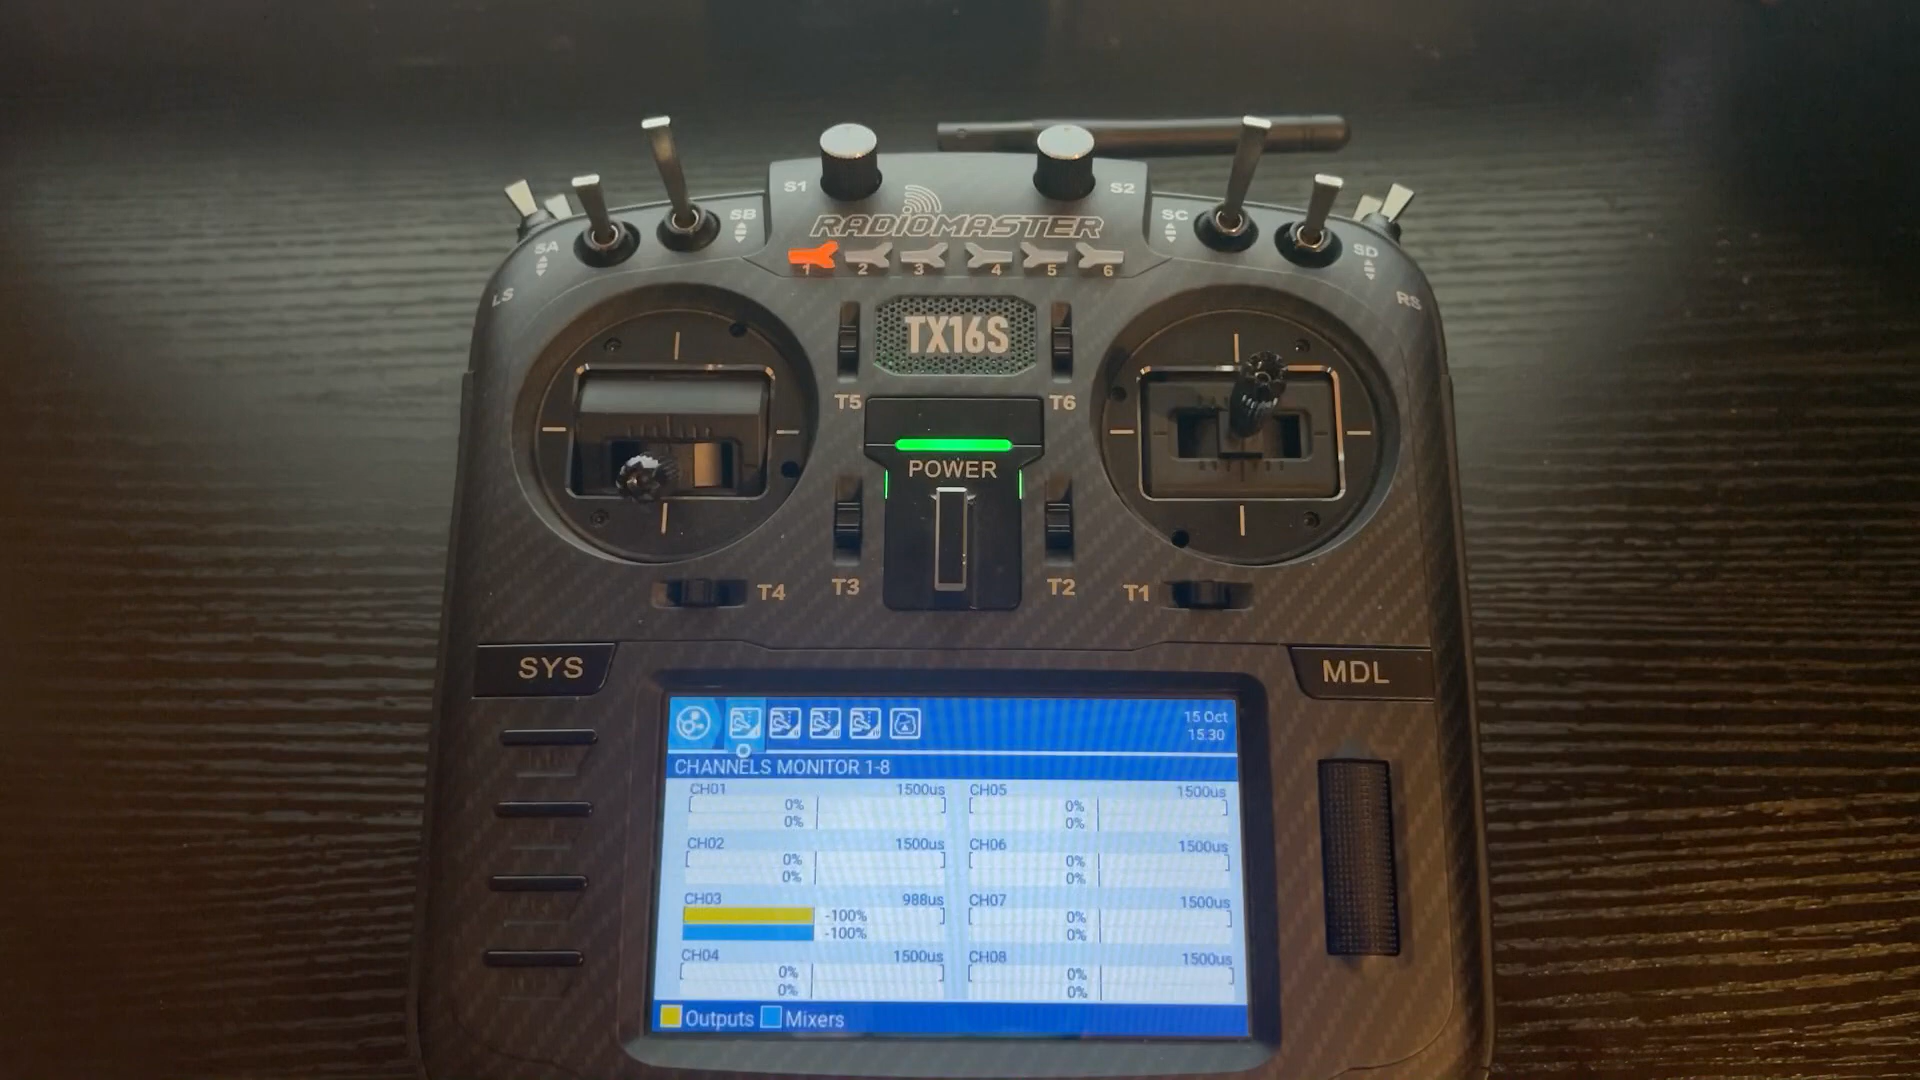 S1
S2
SB
SC
RADIOMASTER
SA
SD
1 2 3 4 5 6
LS
RS
TX16S
T5
T6
POWER
T4
T3
T2
T1
SYS
MDL
15 Oct
15:30
CHANNELS MONITOR 1-8
CH01 1500us
0%
0%
CH02 1500us
0%
0%
CH03 988us
-100%
-100%
CH04 1500us
0%
0%
CH05 1500us
0%
0%
CH06 1500us
0%
0%
CH07 1500us
0%
0%
CH08 1500us
0%
0%
Outputs Mixers